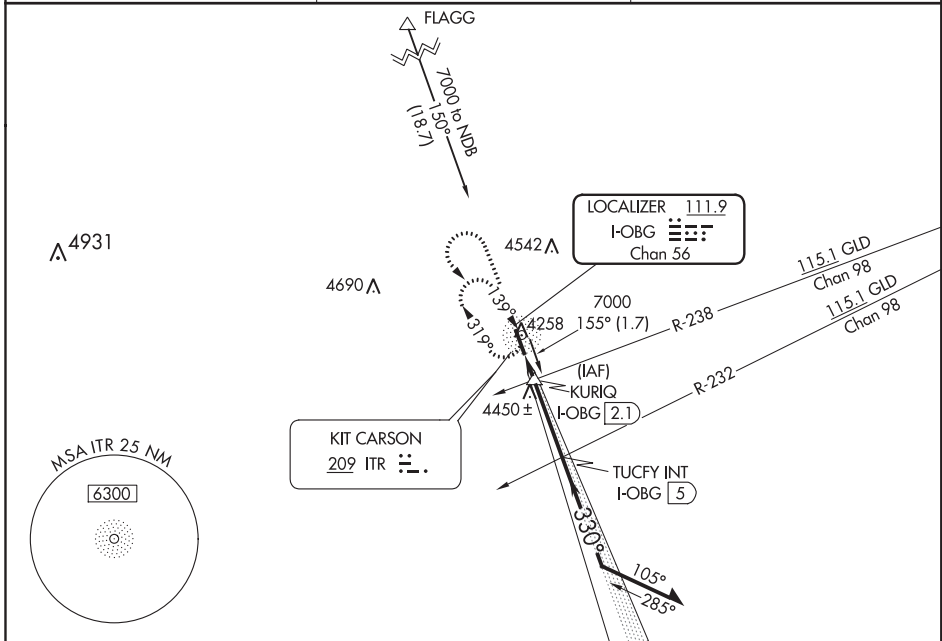 FLAGG
7000 to NDB
150°
(18.7)
4931
4542
4690
LOCALIZER 111.9
I-OBG
Chan 56
115.1 GLD
Chan 98
115.1 GLD
Chan 98
R-238
R-232
139°
319°
4258
7000
155° (1.7)
(IAF)
KURIQ
I-OBG 2.1
4450 ±
KIT CARSON
209 ITR
TUCFY INT
I-OBG 5
MSA ITR 25 NM
6300
330°
105°
285°